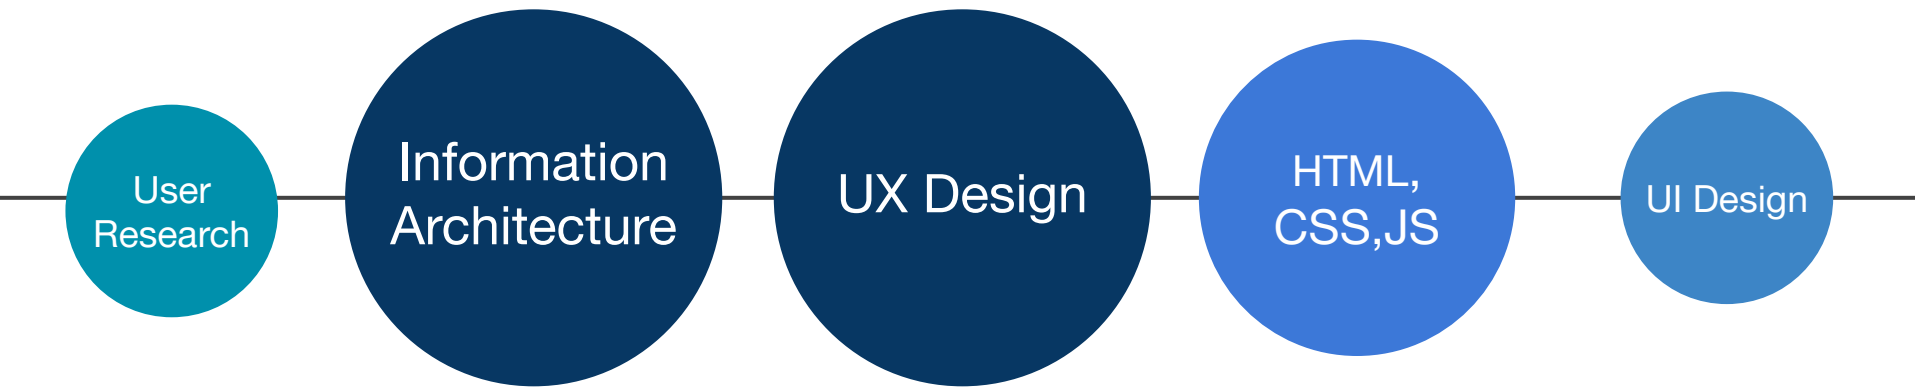 User
Research
Information
Architecture
UX Design
HTML,
CSS,JS
UI Design